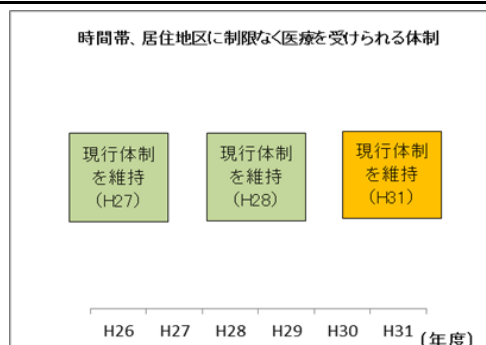 時間帯、居住地区に制限なく医療を受けられる体制
現行体制
を維持
(H27)
現行体制
を維持
(H28)
現行体制
を維持
(H31)
H26 H27 H28 H29 H30 H31 (年度)